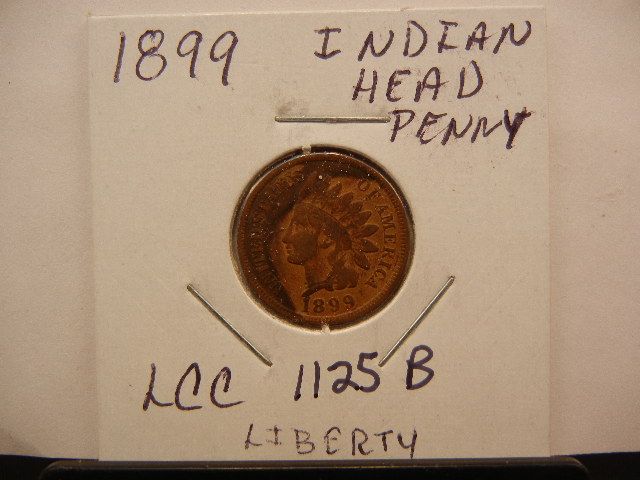 1899 INDIAN
HEAD
PENNY
UNITED STATES OF AMERICA
1899
LCC 1125 B
LIBERTY